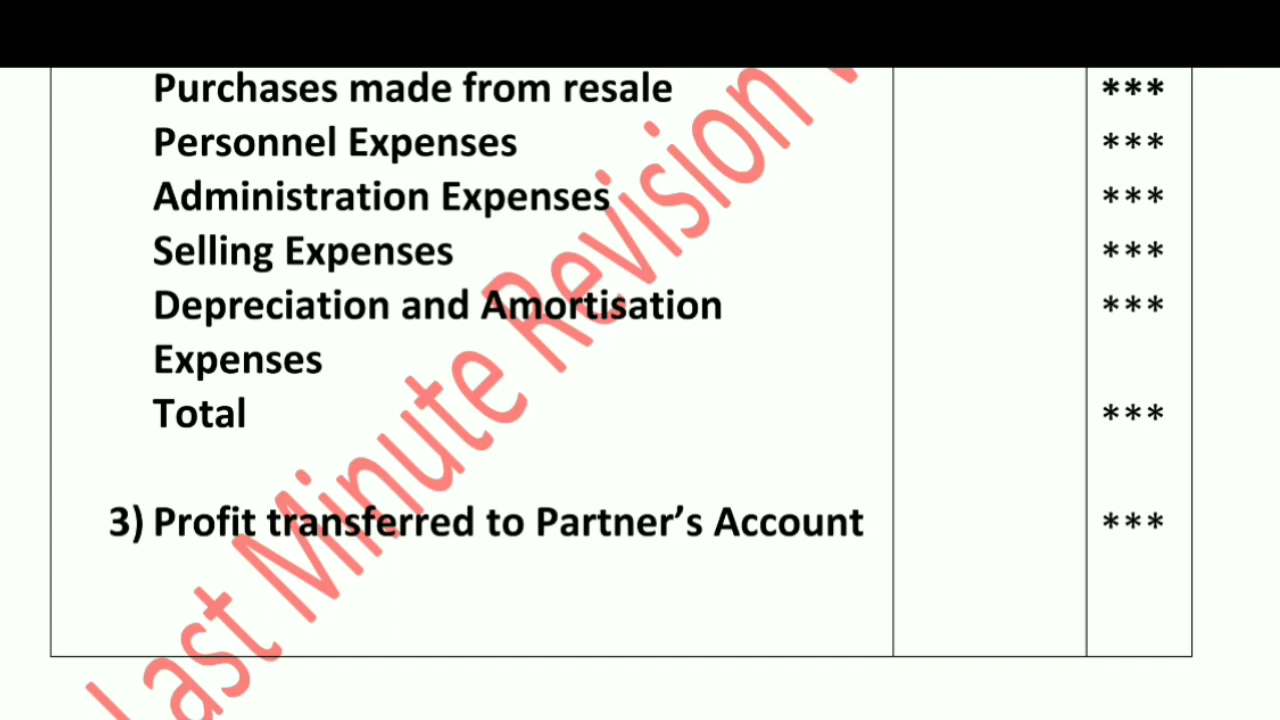 Purchases made from resale ***
Personnel Expenses ***
Administration Expenses ***
Selling Expenses ***
Depreciation and Amortisation ***
Expenses
Total ***
3) Profit transferred to Partner’s Account ***
Last Minute Revision